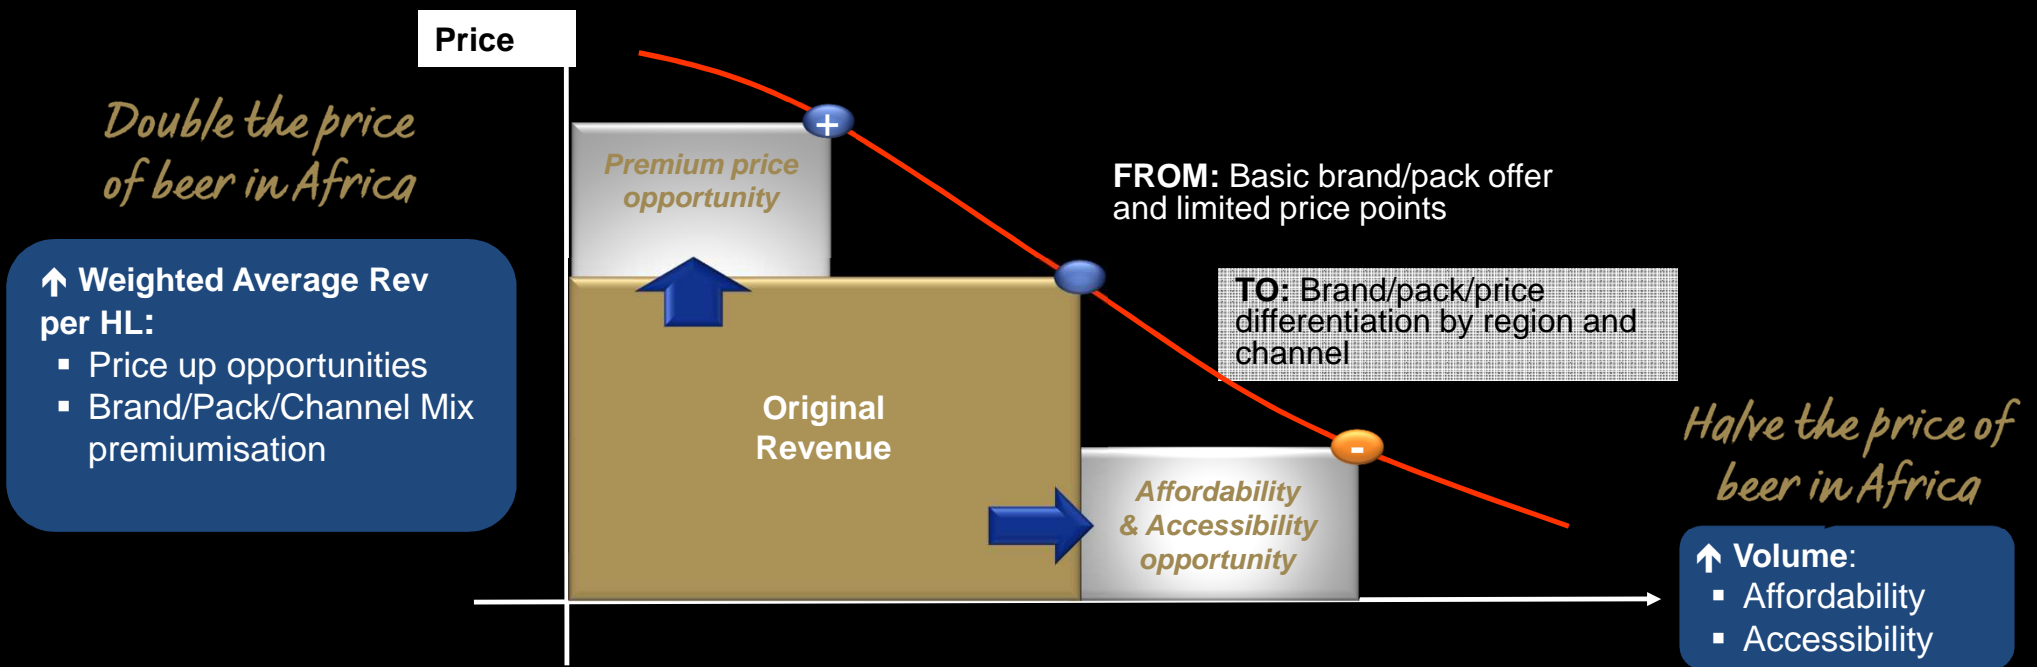 Price
Double the price
of beer in Africa
↑ Weighted Average Rev
per HL:
▪ Price up opportunities
▪ Brand/Pack/Channel Mix
premiumisation
+
Premium price
opportunity
FROM: Basic brand/pack offer
and limited price points
TO: Brand/pack/price
differentiation by region and
channel
Original
Revenue
-
Affordability
& Accessibility
opportunity
Halve the price of
beer in Africa
↑ Volume:
▪ Affordability
▪ Accessibility